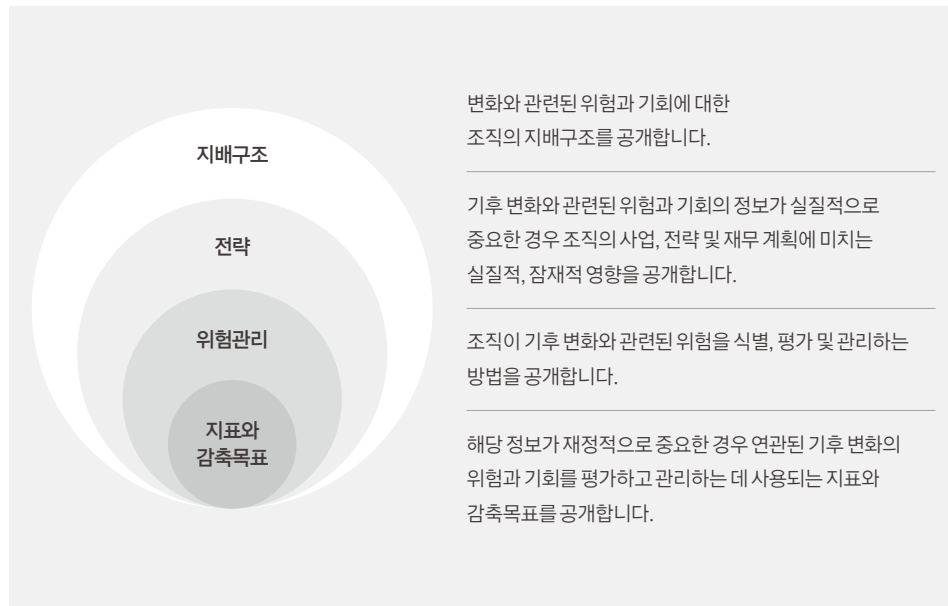 지배구조
변화와 관련된 위험과 기회에 대한
조직의 지배구조를 공개합니다.
전략
기후 변화와 관련된 위험과 기회의 정보가 실질적으로
중요한 경우 조직의 사업, 전략 및 재무 계획에 미치는
실질적, 잠재적 영향을 공개합니다.
위험관리
조직이 기후 변화와 관련된 위험을 식별, 평가 및 관리하는
방법을 공개합니다.
지표와
감축목표
해당 정보가 재정적으로 중요한 경우 연관된 기후 변화의
위험과 기회를 평가하고 관리하는 데 사용되는 지표와
감축목표를 공개합니다.